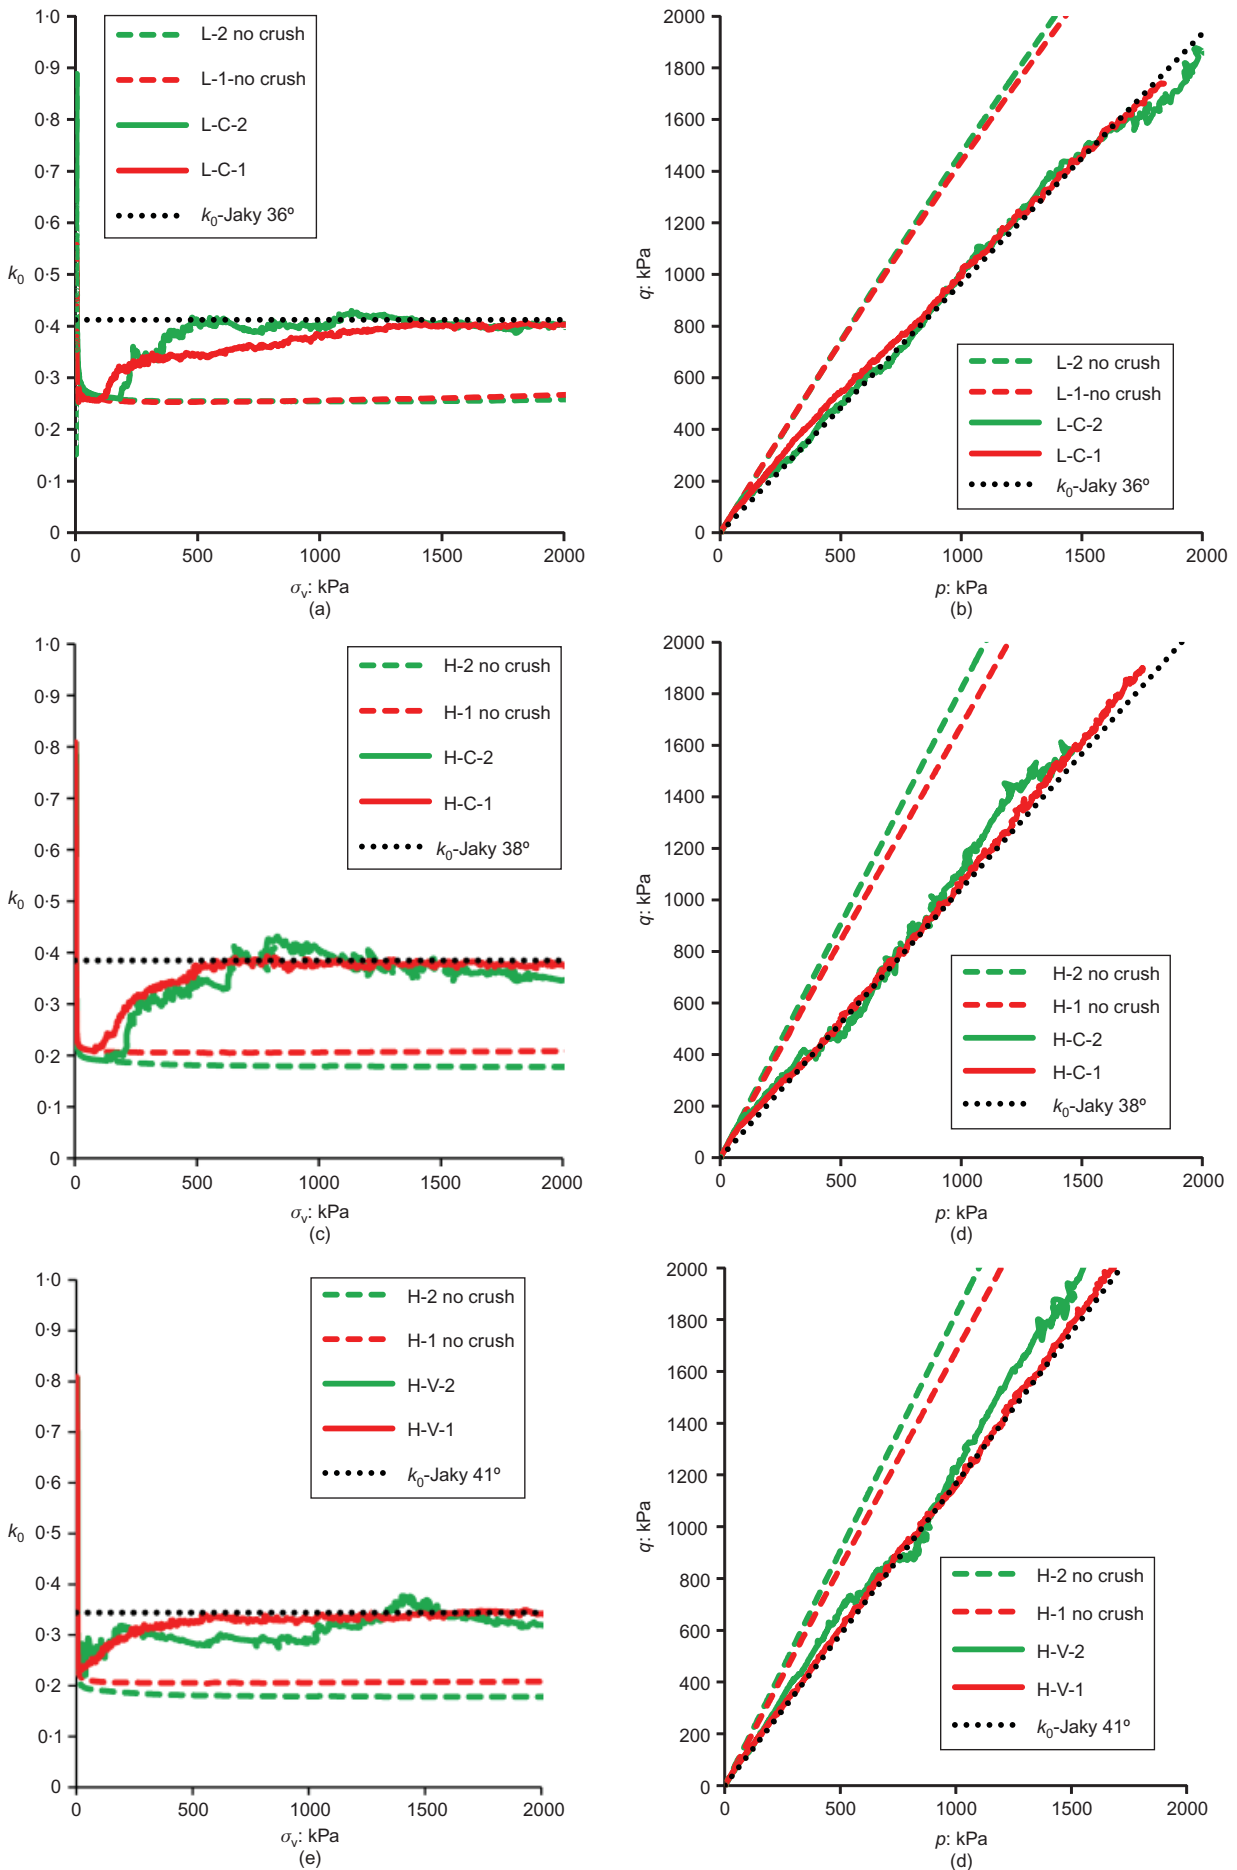 1·0
0·9
0·8
0·7
0·6
0·5
0·4
0·3
0·2
0·1
0
k0
L-2 no crush
L-1-no crush
L-C-2
L-C-1
k0-Jaky 36º
0 500 1000 1500 2000
σv: kPa
(a)
2000
1800
1600
1400
1200
1000
800
600
400
200
0
q: kPa
L-2 no crush
L-1-no crush
L-C-2
L-C-1
k0-Jaky 36º
0 500 1000 1500 2000
p: kPa
(b)
1·0
0·9
0·8
0·7
0·6
0·5
0·4
0·3
0·2
0·1
0
k0
H-2 no crush
H-1 no crush
H-C-2
H-C-1
k0-Jaky 38º
0 500 1000 1500 2000
σv: kPa
(c)
2000
1800
1600
1400
1200
1000
800
600
400
200
0
q: kPa
H-2 no crush
H-1 no crush
H-C-2
H-C-1
k0-Jaky 38º
0 500 1000 1500 2000
p: kPa
(d)
1·0
0·9
0·8
0·7
0·6
0·5
0·4
0·3
0·2
0·1
0
k0
H-2 no crush
H-1 no crush
H-V-2
H-V-1
k0-Jaky 41º
0 500 1000 1500 2000
σv: kPa
(e)
2000
1800
1600
1400
1200
1000
800
600
400
200
0
q: kPa
H-2 no crush
H-1 no crush
H-V-2
H-V-1
k0-Jaky 41º
0 500 1000 1500 2000
p: kPa
(d)